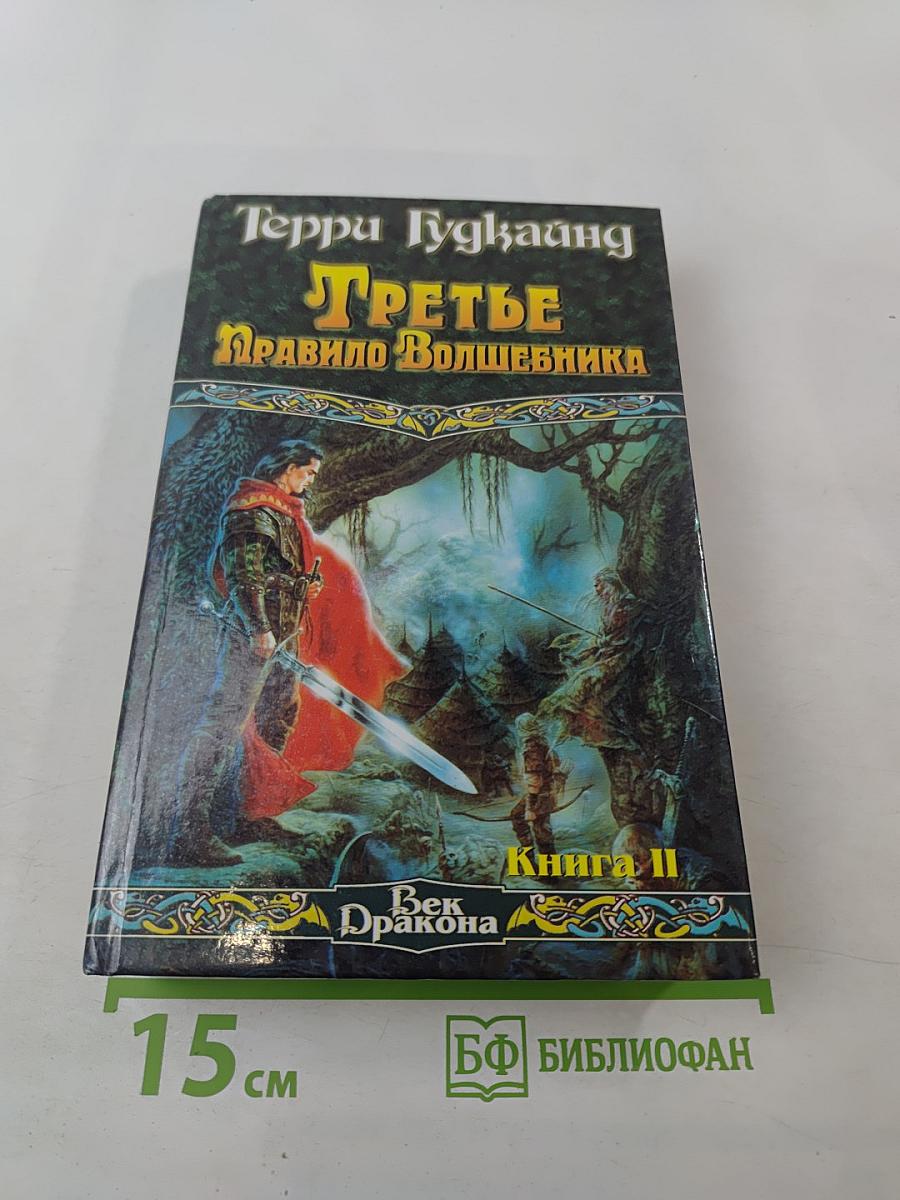 Терри Гудкайнд
Третье
Правило Волшебника
Книга II
Век
Дракона
15 см
БФ БИБЛИОФАН